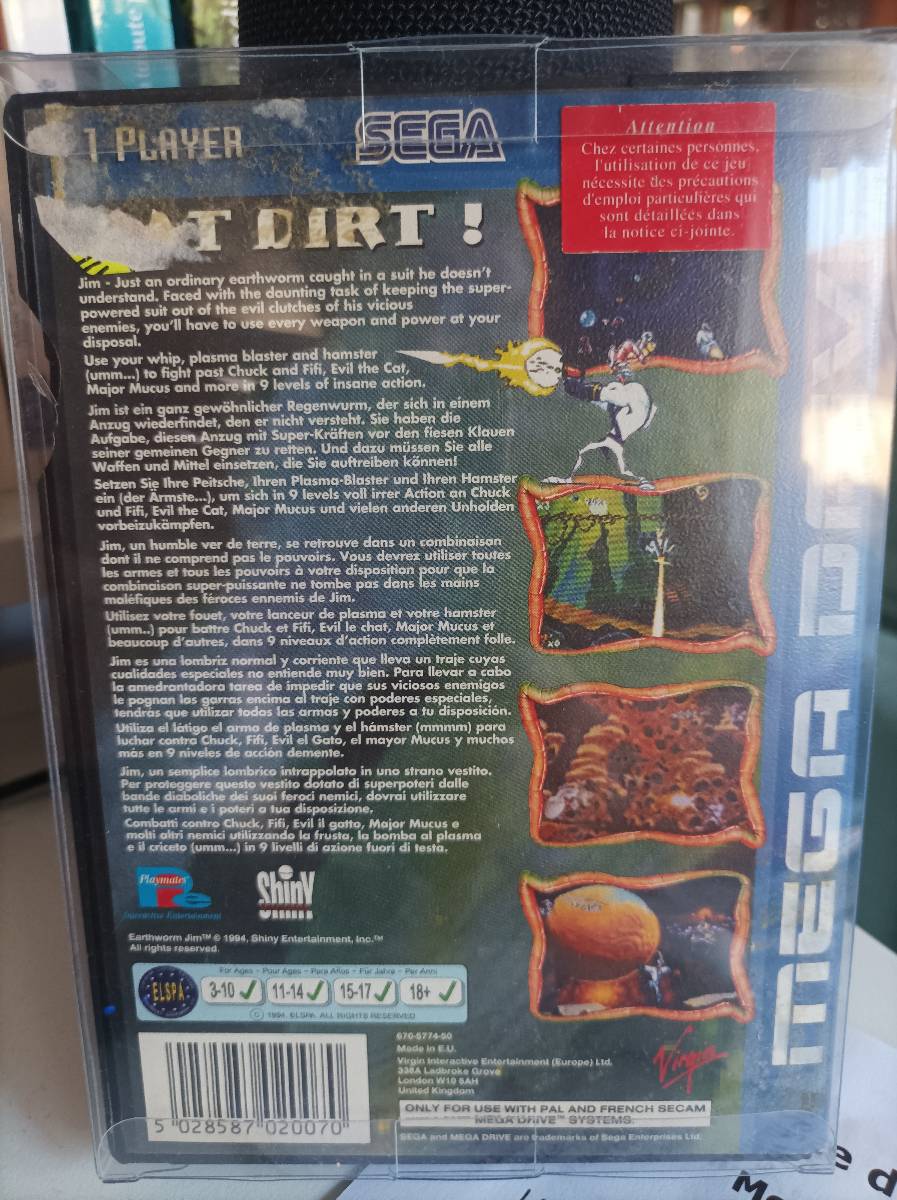 1 PLAYER
SEGA
Attention
Chez certaines personnes,
l'utilisation de ce jeu
nécessite des précautions
d'emploi particulières qui
sont détaillées dans
la notice ci-jointe.
AT DIRT !
Jim - Just an ordinary earthworm caught in a suit he doesn't
understand. Faced with the daunting task of keeping the super-
powered suit out of the evil clutches of his vicious
enemies, you'll have to use every weapon and power at your
disposal.
Use your whip, plasma blaster and hamster
(umm...) to fight past Chuck and Fifi, Evil the Cat,
Major Mucus and more in 9 levels of insane action.
Jim ist ein ganz gewöhnlicher Regenwurm, der sich in einem
Anzug wiederfindet, den er nicht versteht. Sie haben die
Aufgabe, diesen Anzug mit Super-Kräften vor den fiesen Klauen
seiner gemeinen Gegner zu retten. Und dazu müssen Sie alle
Waffen und Mittel einsetzen, die Sie auftreiben können!
Setzen Sie Ihre Peitsche, Ihren Plasma-Blaster und Ihren Hamster
ein (der Ärmste...), um sich in 9 levels voll irrer Action an Chuck
und Fifi, Evil the Cat, Major Mucus und vielen anderen Unholden
vorbeizukämpfen.
Jim, un humble ver de terre, se retrouve dans un combinaison
dont il ne comprend pas le pouvoirs. Vous devrez utiliser toutes
les armes et tous les pouvoirs à votre disposition pour que la
combinaison super-puissante ne tombe pas dans les mains
maléfiques des féroces ennemis de Jim.
Utilisez votre fouet, votre lanceur de plasma et votre hamster
(umm..) pour battre Chuck et Fifi, Evil le chat, Major Mucus et
beaucoup d'autres, dans 9 niveaux d'action complètement folle.
Jim es una lombriz normal y corriente que lleva un traje cuyas
cualidades especiales no entiende muy bien. Para llevar a cabo
la amedrantadora tarea de impedir que sus viciosos enemigos
le pognan las garras encima al traje con poderes especiales,
tendrás que utilizar todas las armas y poderes a tu disposición.
Utiliza el látigo el arma de plasma y el hámster (mmmm) para
luchar contra Chuck, Fifi, Evil el Gato, el mayor Mucus y muchos
más en 9 niveles de acción demente.
Jim, un semplice lombrico intrappolato in uno strano vestito.
Per proteggere questo vestito dotato di superpoteri dalle
bande diaboliche dei suoi feroci nemici, dovrai utilizzare
tutte le armi e i poteri a tua disposizione.
Combatti contro Chuck, Fifi, Evil il gatto, Major Mucus e
molti altri nemici utilizzando la frusta, la bomba al plasma
e il criceto (umm...) in 9 livelli di azione fuori di testa.
Playmates
Interactive Entertainment
Shiny
Earthworm Jim™ © 1994, Shiny Entertainment, Inc.™
All rights reserved.
ELSPA
For Ages - Pour Ages - Para Años - Für Jahre - Per Anni
3-10 ✓ 11-14 ✓ 15-17 ✓ 18+ ✓
© 1994. ELSPA. ALL RIGHTS RESERVED
5 028587 020070
670-5774-50
Made in E.U.
Virgin Interactive Entertainment (Europe) Ltd.
338A Ladbroke Grove
London W10 5AH
United Kingdom
Virgin
ONLY FOR USE WITH PAL AND FRENCH SECAM
MEGA DRIVE™ SYSTEMS.
SEGA and MEGA DRIVE are trademarks of Sega Enterprises Ltd.
MEGA DRIVE